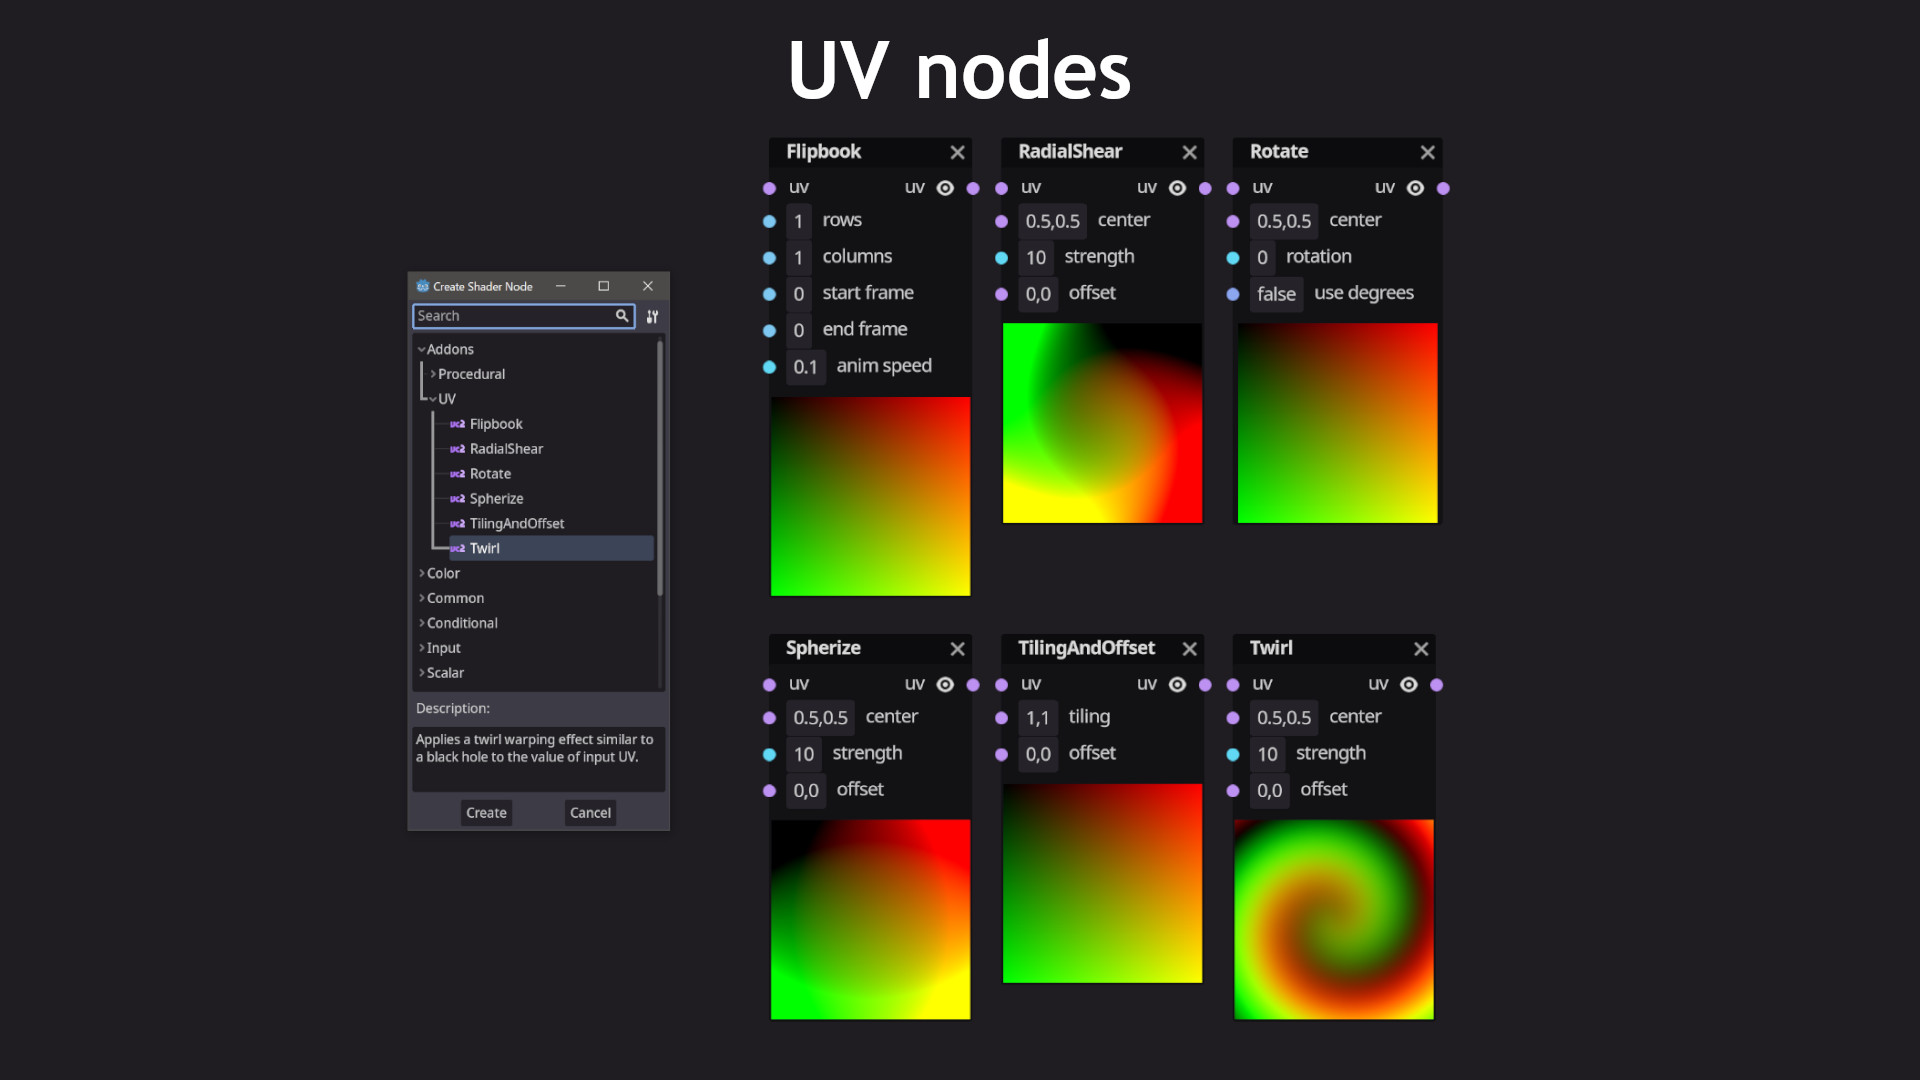 UV nodes
Create Shader Node
Search
Addons
Procedural
UV
Flipbook
RadialShear
Rotate
Spherize
TilingAndOffset
Twirl
Color
Common
Conditional
Input
Scalar
Description:
Applies a twirl warping effect similar to
a black hole to the value of input UV.
Create Cancel
Flipbook
uv uv
1 rows
1 columns
0 start frame
0 end frame
0.1 anim speed
RadialShear
uv uv
0.5,0.5 center
10 strength
0,0 offset
Rotate
uv uv
0.5,0.5 center
0 rotation
false use degrees
Spherize
uv uv
0.5,0.5 center
10 strength
0,0 offset
TilingAndOffset
uv uv
1,1 tiling
0,0 offset
Twirl
uv uv
0.5,0.5 center
10 strength
0,0 offset